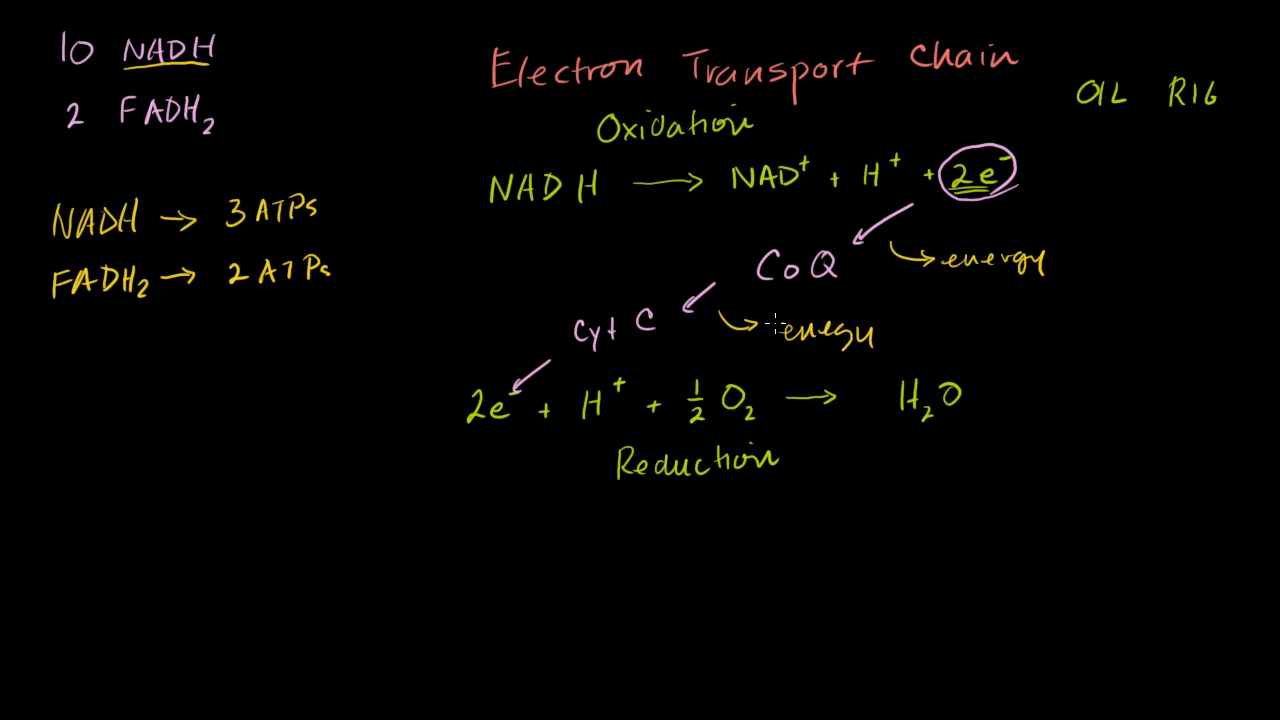 10 NADH
2 FADH₂
NADH → 3 ATPs
FADH₂ → 2 ATPs
Electron Transport Chain
OIL RIG
Oxidation
NADH → NAD⁺ + H⁺ + 2e⁻
CoQ
energy
Cyt C
energy
2e⁻ + H⁺ + ½ O₂ → H₂O
Reduction